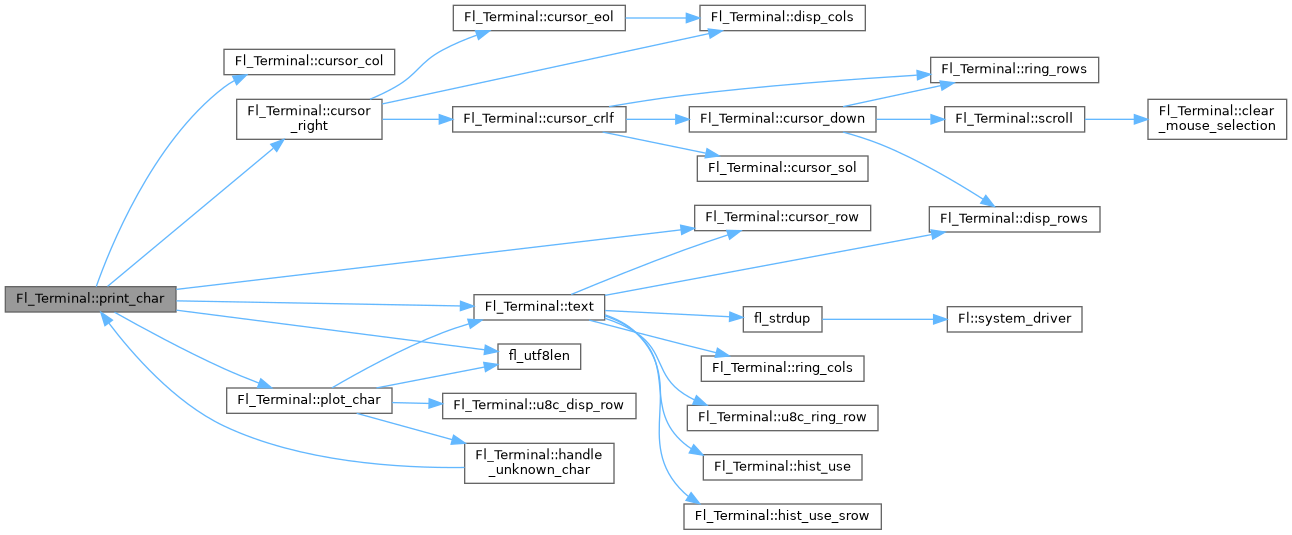 Fl_Terminal::print_char
Fl_Terminal::cursor_col
Fl_Terminal::cursor
_right
Fl_Terminal::cursor_eol
Fl_Terminal::disp_cols
Fl_Terminal::cursor_crlf
Fl_Terminal::ring_rows
Fl_Terminal::cursor_down
Fl_Terminal::scroll
Fl_Terminal::clear
_mouse_selection
Fl_Terminal::cursor_sol
Fl_Terminal::cursor_row
Fl_Terminal::disp_rows
Fl_Terminal::text
fl_strdup
Fl::system_driver
fl_utf8len
Fl_Terminal::ring_cols
Fl_Terminal::plot_char
Fl_Terminal::u8c_disp_row
Fl_Terminal::u8c_ring_row
Fl_Terminal::handle
_unknown_char
Fl_Terminal::hist_use
Fl_Terminal::hist_use_srow